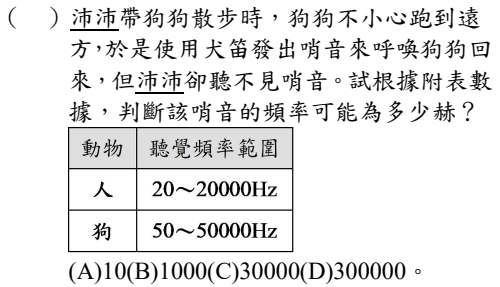 （　）沛沛帶狗狗散步時，狗狗不小心跑到遠
方，於是使用犬笛發出哨音來呼喚狗狗回
來，但沛沛卻聽不見哨音。試根據附表數
據，判斷該哨音的頻率可能為多少赫？
動物 聽覺頻率範圍
人 20～20000Hz
狗 50～50000Hz
(A)10(B)1000(C)30000(D)300000。